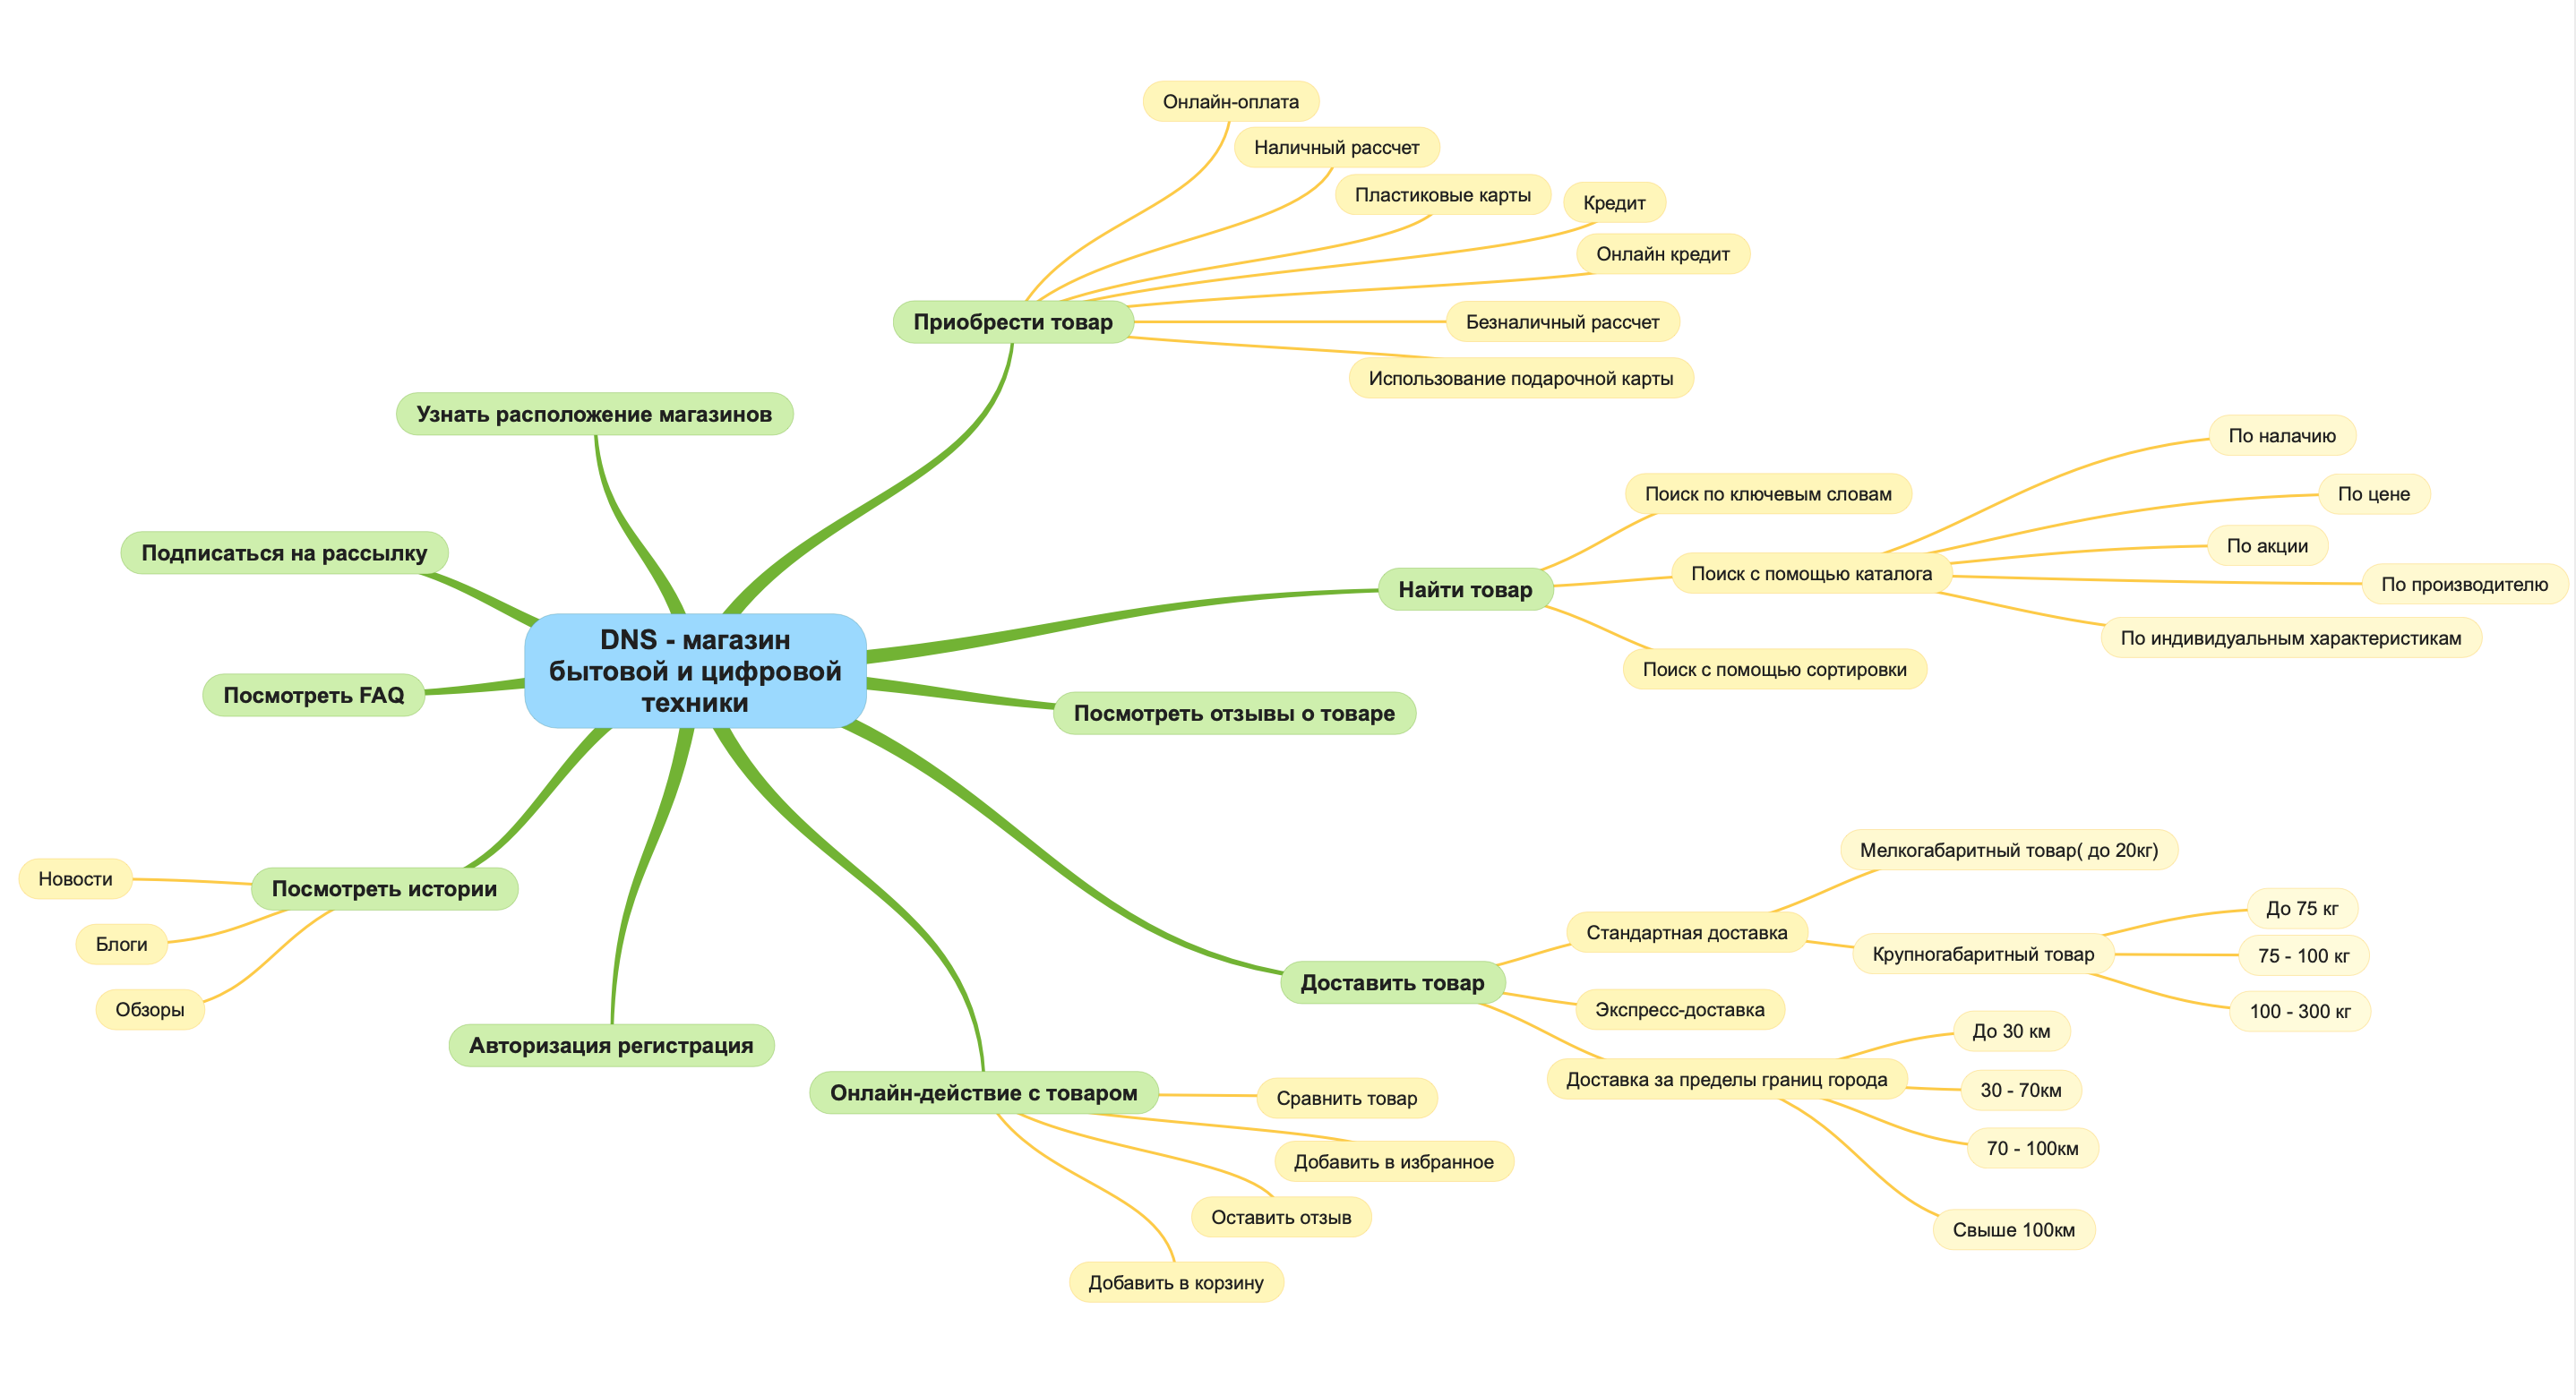 Онлайн-оплата
Наличный рассчет
Пластиковые карты
Кредит
Онлайн кредит
Приобрести товар
Безналичный рассчет
Использование подарочной карты
Узнать расположение магазинов
По налачию
Поиск по ключевым словам
По цене
По акции
Подписаться на рассылку
Поиск с помощью каталога
По производителю
Найти товар
По индивидуальным характеристикам
DNS - магазин
бытовой и цифровой
техники
Поиск с помощью сортировки
Посмотреть FAQ
Посмотреть отзывы о товаре
Мелкогабаритный товар( до 20кг)
Новости
Посмотреть истории
До 75 кг
Стандартная доставка
Блоги
Крупногабаритный товар
75 - 100 кг
Доставить товар
Обзоры
Экспресс-доставка
100 - 300 кг
До 30 км
Авторизация регистрация
Доставка за пределы границ города
Онлайн-действие с товаром
Сравнить товар
30 - 70км
70 - 100км
Добавить в избранное
Оставить отзыв
Свыше 100км
Добавить в корзину